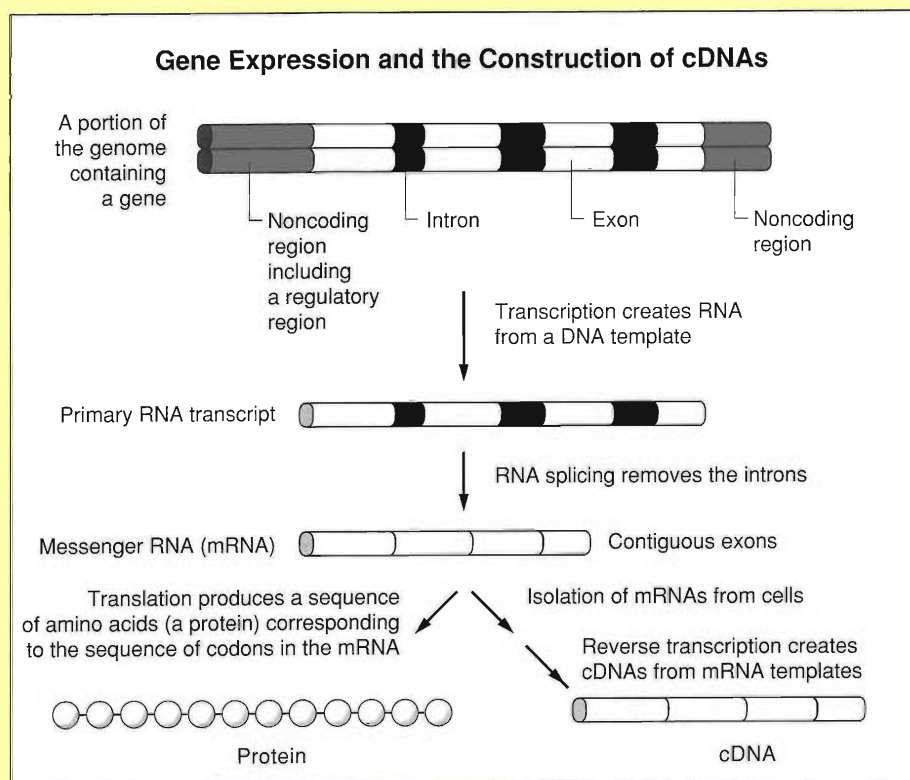 Gene Expression and the Construction of cDNAs
A portion of
the genome
containing
a gene
Noncoding
region
including
a regulatory
region
Intron
Exon
Noncoding
region
Transcription creates RNA
from a DNA template
Primary RNA transcript
RNA splicing removes the introns
Messenger RNA (mRNA)
Contiguous exons
Translation produces a sequence
of amino acids (a protein) corresponding
to the sequence of codons in the mRNA
Isolation of mRNAs from cells
Reverse transcription creates
cDNAs from mRNA templates
Protein
cDNA